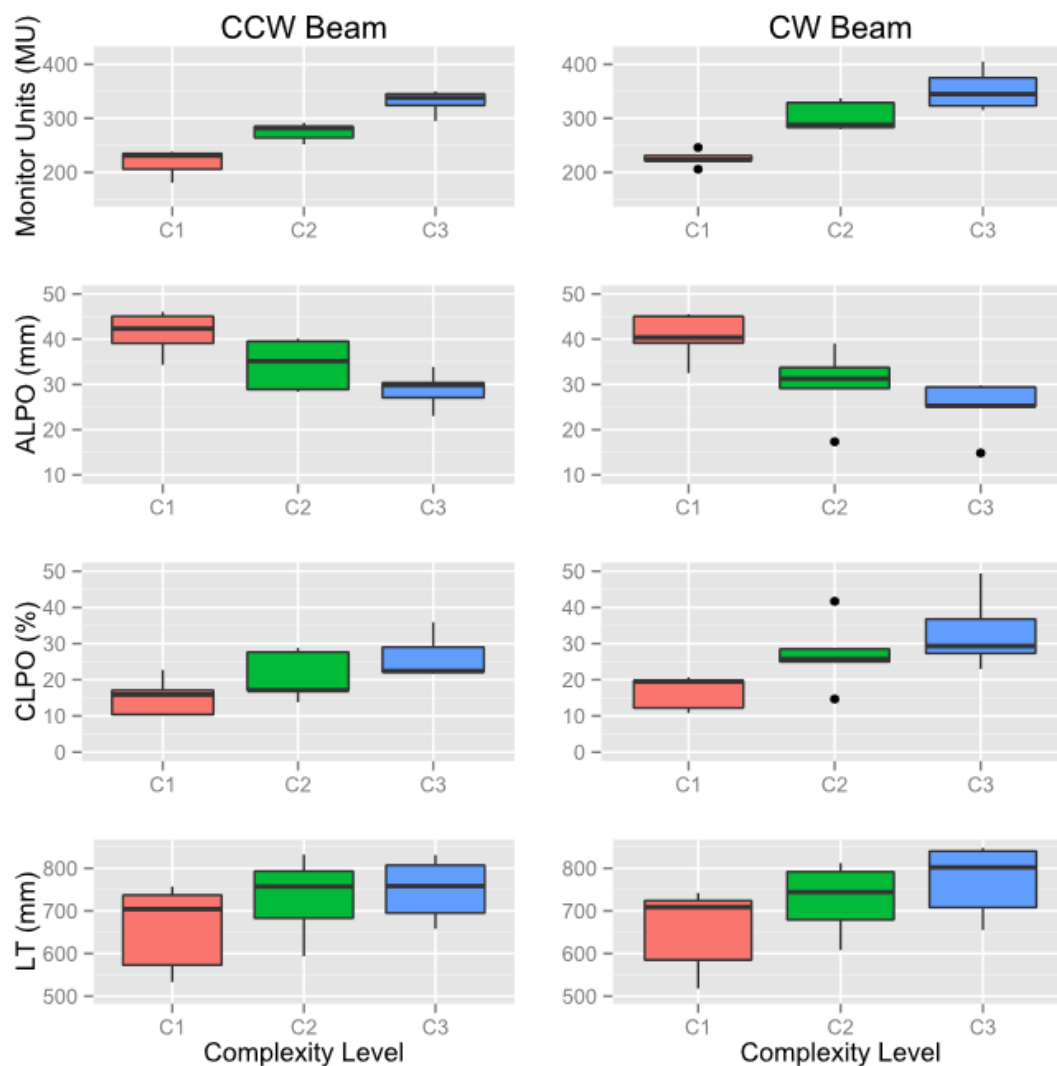 CCW Beam
CW Beam
Monitor Units (MU)
400
300
200
C1 C2 C3
400
300
200
C1 C2 C3
ALPO (mm)
50
40
30
20
10
C1 C2 C3
50
40
30
20
10
C1 C2 C3
CLPO (%)
50
40
30
20
10
0
C1 C2 C3
50
40
30
20
10
0
C1 C2 C3
LT (mm)
800
700
600
500
C1 C2 C3
Complexity Level
800
700
600
500
C1 C2 C3
Complexity Level